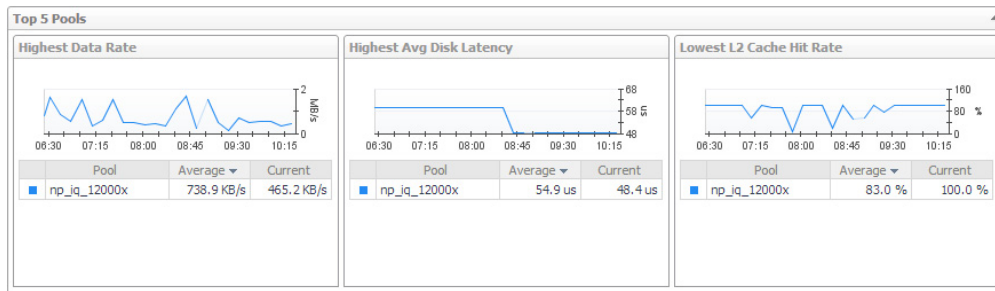 Top 5 Pools
Highest Data Rate
2
1
0
MB/s
06:30 07:15 08:00 08:45 09:30 10:15
Pool Average Current
np_iq_12000x 738.9 KB/s 465.2 KB/s
Highest Avg Disk Latency
68
58
48
us
06:30 07:15 08:00 08:45 09:30 10:15
Pool Average Current
np_iq_12000x 54.9 us 48.4 us
Lowest L2 Cache Hit Rate
160
80
0
%
06:30 07:15 08:00 08:45 09:30 10:15
Pool Average Current
np_iq_12000x 83.0 % 100.0 %